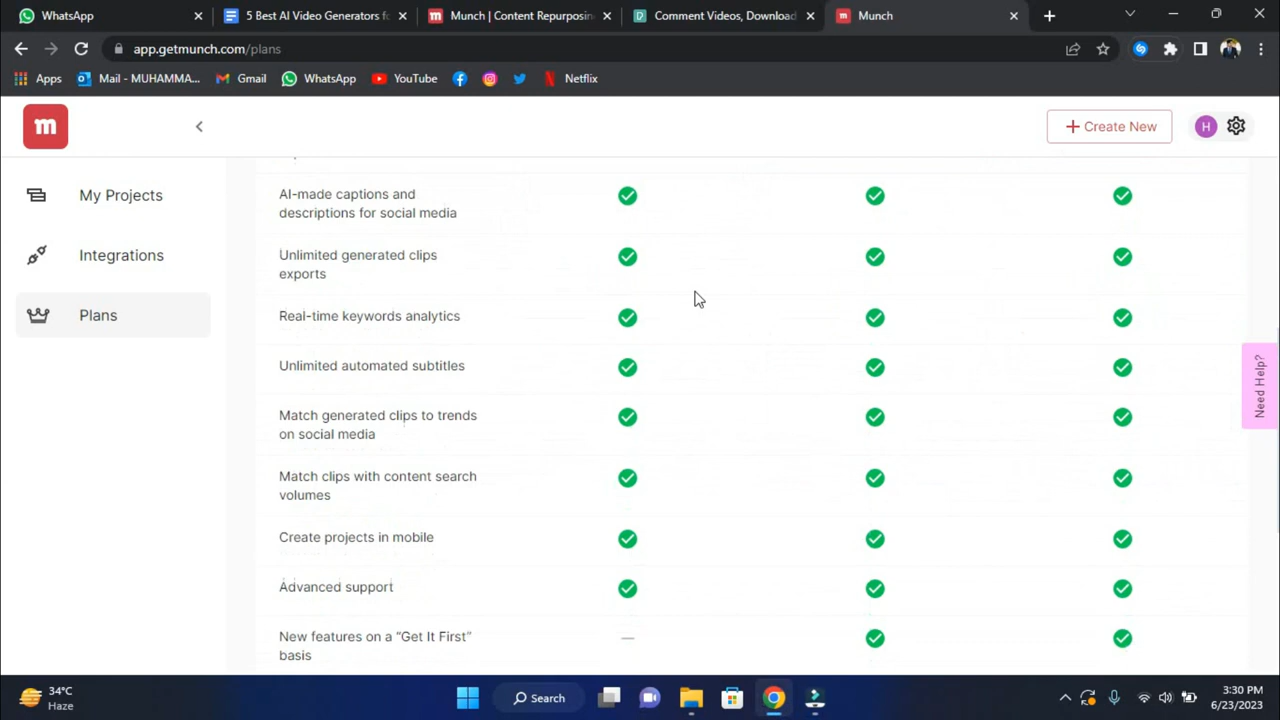 WhatsApp
5 Best AI Video Generators fo
Munch | Content Repurposin
Comment Videos, Download
Munch
app.getmunch.com/plans
Apps
Mail - MUHAMMA...
Gmail
WhatsApp
YouTube
Netflix
m
+ Create New
H
My Projects
Integrations
Plans
AI-made captions and
descriptions for social media
Unlimited generated clips
exports
Real-time keywords analytics
Unlimited automated subtitles
Match generated clips to trends
on social media
Match clips with content search
volumes
Create projects in mobile
Advanced support
New features on a “Get It First”
basis
Need Help?
34°C
Haze
Search
3:30 PM
6/23/2023